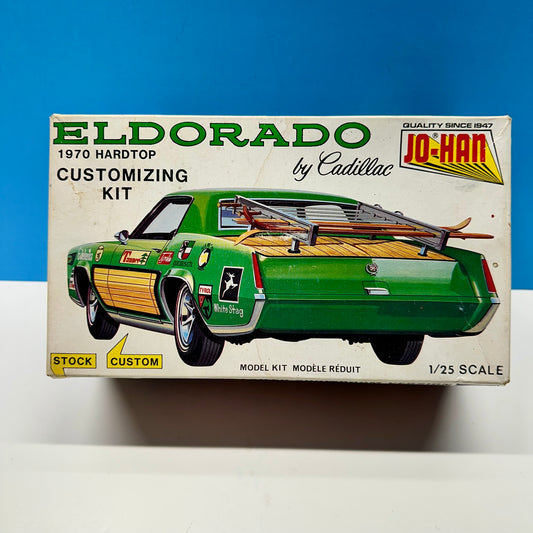 ELDORADO
by Cadillac
1970 HARDTOP
CUSTOMIZING
KIT
QUALITY SINCE 1947
JO-HAN
®
TYROL
White Stag
STOCK
CUSTOM
MODEL KIT MODÈLE RÉDUIT
1/25 SCALE